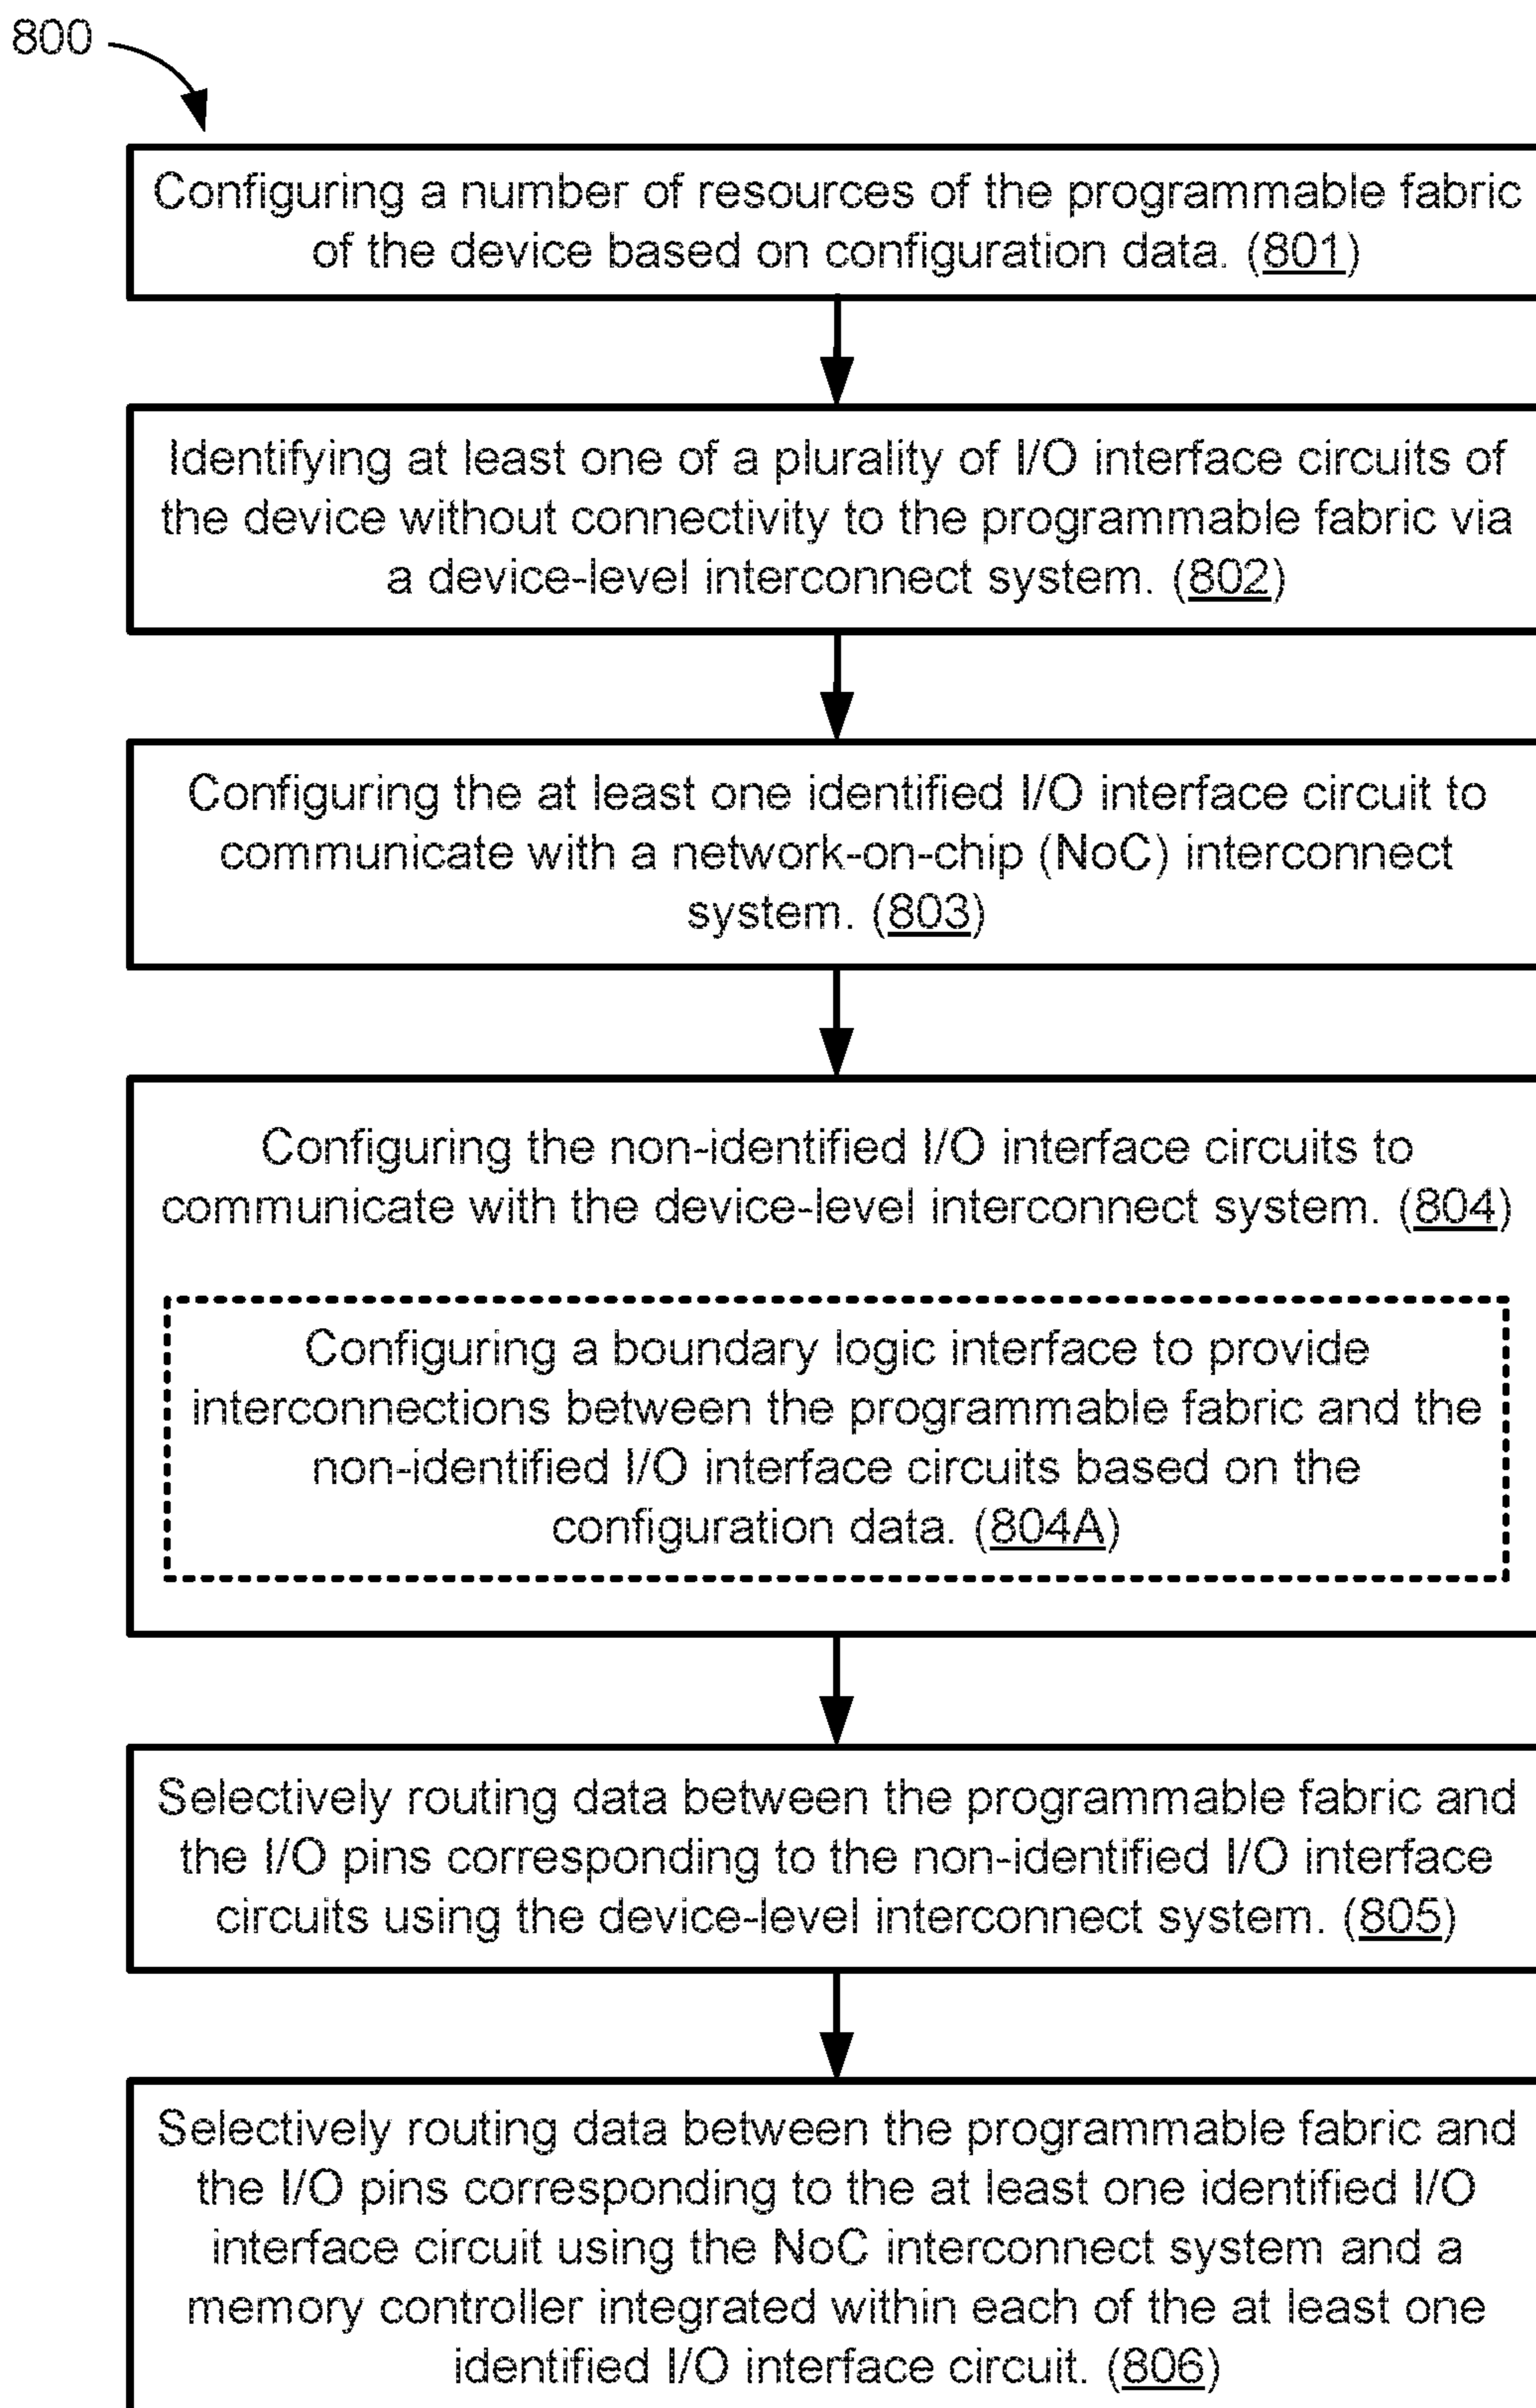 800
Configuring a number of resources of the programmable fabric
of the device based on configuration data. (801)
Identifying at least one of a plurality of I/O interface circuits of
the device without connectivity to the programmable fabric via
a device-level interconnect system. (802)
Configuring the at least one identified I/O interface circuit to
communicate with a network-on-chip (NoC) interconnect
system. (803)
Configuring the non-identified I/O interface circuits to
communicate with the device-level interconnect system. (804)
Configuring a boundary logic interface to provide
interconnections between the programmable fabric and the
non-identified I/O interface circuits based on the
configuration data. (804A)
Selectively routing data between the programmable fabric and
the I/O pins corresponding to the non-identified I/O interface
circuits using the device-level interconnect system. (805)
Selectively routing data between the programmable fabric and
the I/O pins corresponding to the at least one identified I/O
interface circuit using the NoC interconnect system and a
memory controller integrated within each of the at least one
identified I/O interface circuit. (806)